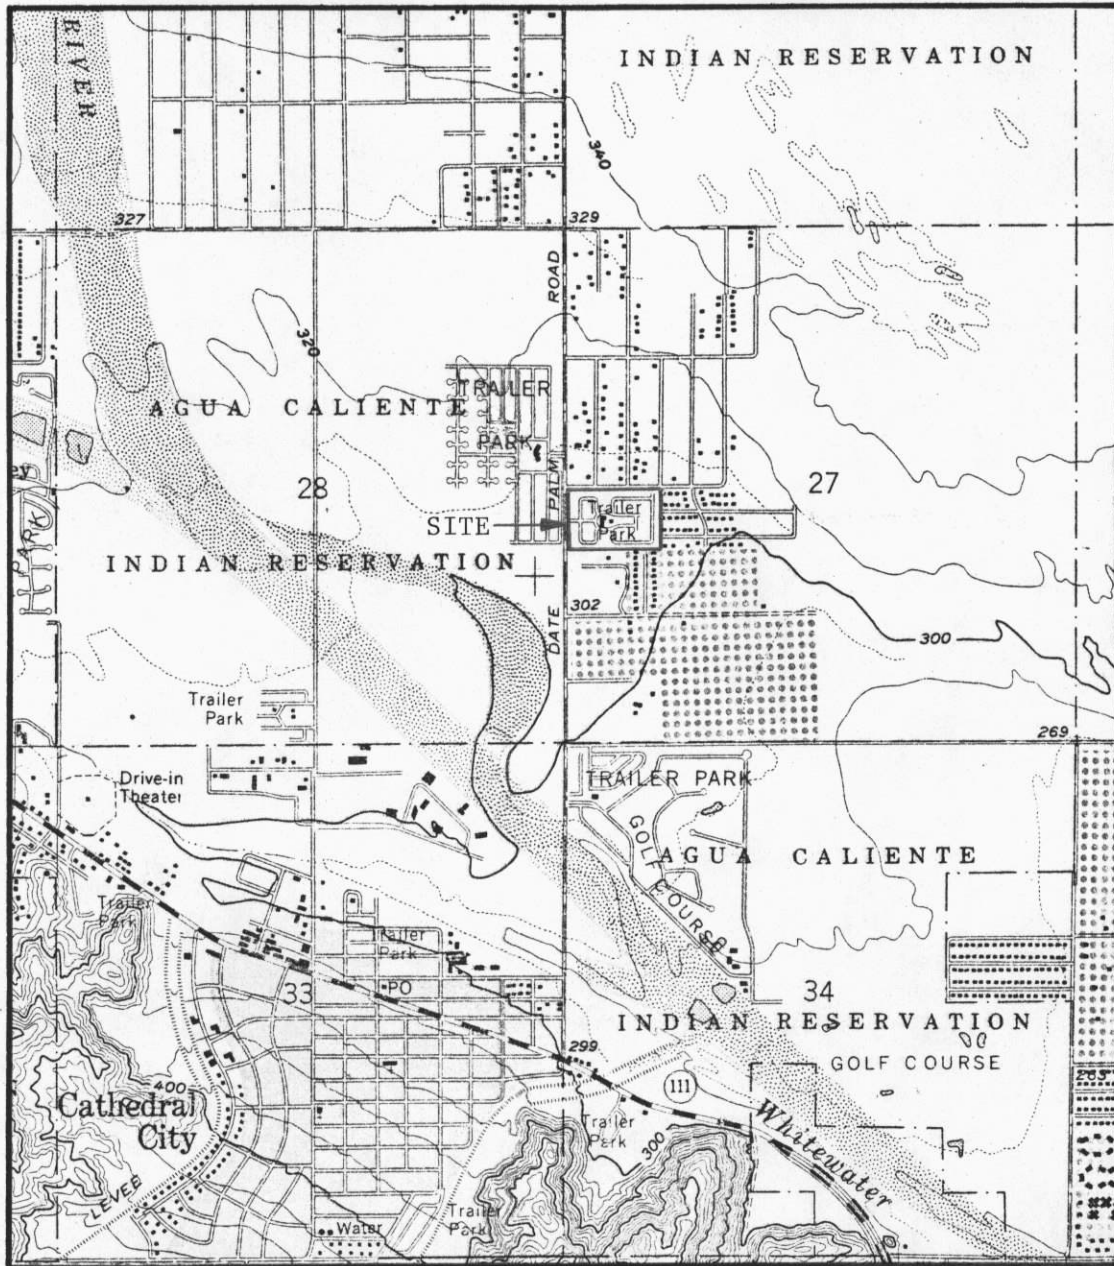 RIVER
INDIAN RESERVATION
340
327
329
ROAD
320
TRAILER
AGUA CALIENTE
PARK
PALM
28
27
SITE
Trailer
Park
PARK
INDIAN RESERVATION
302
DATE
300
Trailer
Park
269
Drive-in
Theater
TRAILER PARK
GOLF COURSE
AGUA CALIENTE
Trailer
Park
Trailer
Park
33
PO
34
INDIAN RESERVATION
299
GOLF COURSE
263
400
111
Cathedral
City
Trailer
Park
300
Whitewater
LEVEE
Trailer
Park
Water